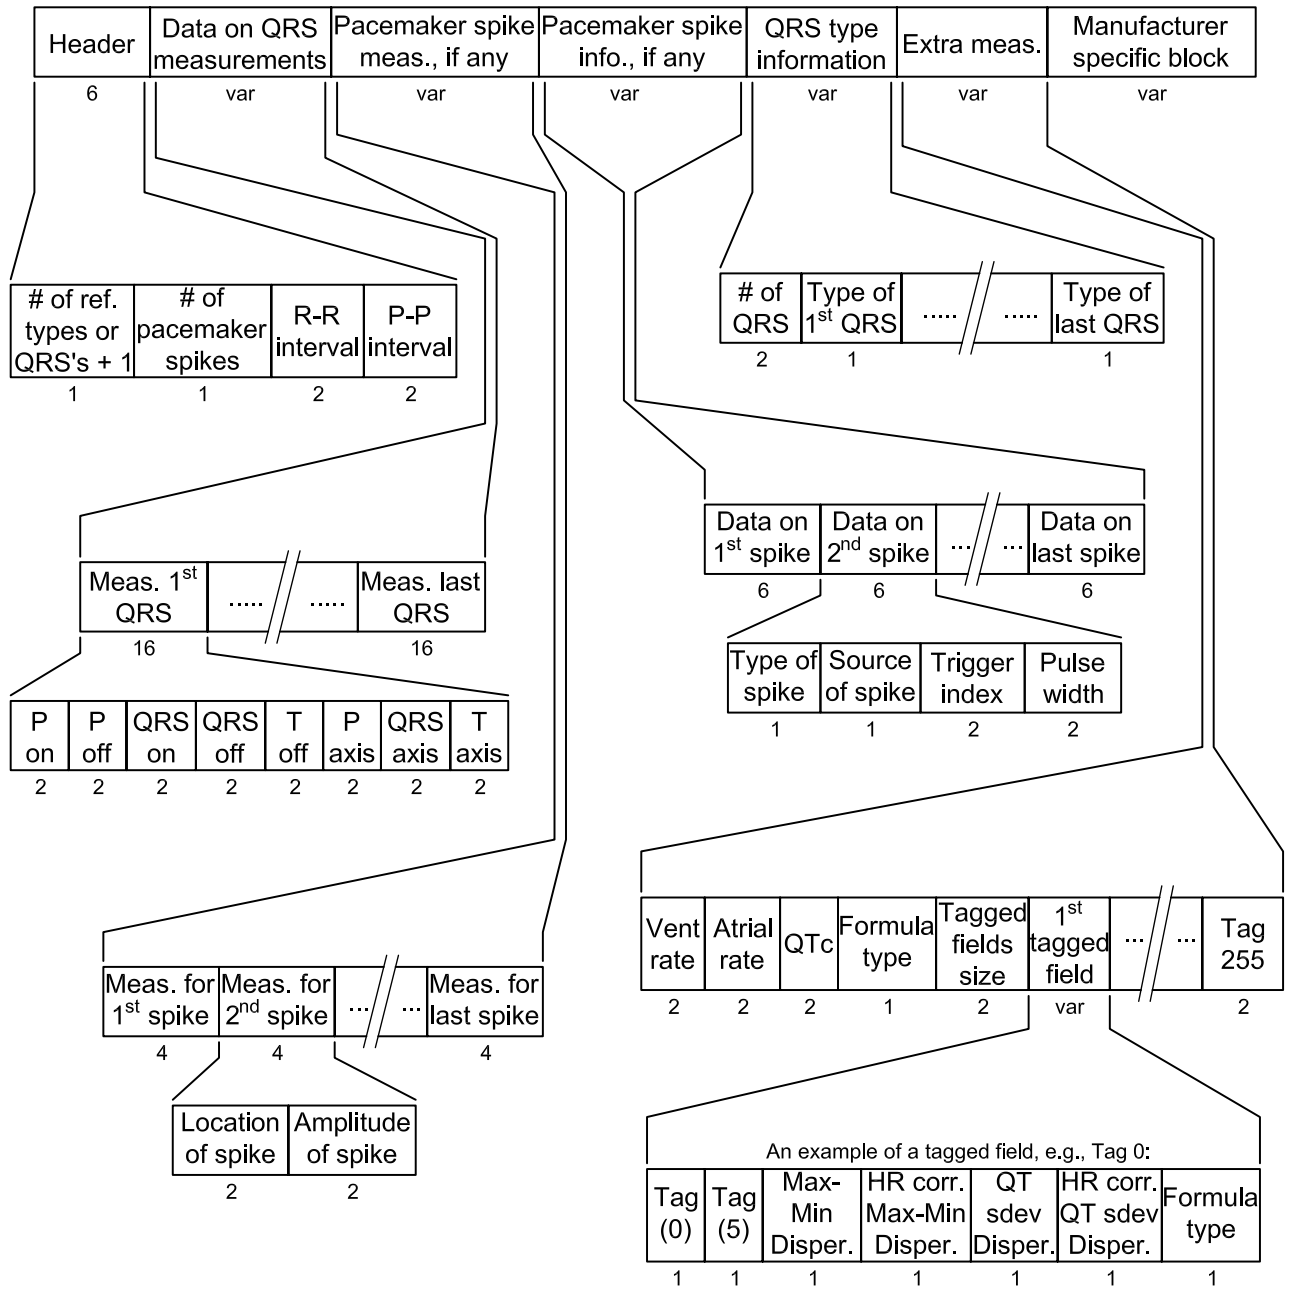 Header
Data on QRS
measurements
Pacemaker spike
meas., if any
Pacemaker spike
info., if any
QRS type
information
Extra meas.
Manufacturer
specific block
6
var
var
var
var
var
var
# of ref.
types or
QRS's + 1
# of
pacemaker
spikes
R-R
interval
P-P
interval
1
1
2
2
# of
QRS
Type of
1st QRS
.....
.....
Type of
last QRS
2
1
1
Meas. 1st
QRS
.....
.....
Meas. last
QRS
16
16
P
on
P
off
QRS
on
QRS
off
T
off
P
axis
QRS
axis
T
axis
2
2
2
2
2
2
2
2
Data on
1st spike
Data on
2nd spike
...
...
Data on
last spike
6
6
6
Type of
spike
Source
of spike
Trigger
index
Pulse
width
1
1
2
2
Meas. for
1st spike
Meas. for
2nd spike
...
...
Meas. for
last spike
4
4
4
Location
of spike
Amplitude
of spike
2
2
Vent
rate
Atrial
rate
QTc
Formula
type
Tagged
fields
size
1st
tagged
field
...
...
Tag
255
2
2
2
1
2
var
2
An example of a tagged field, e.g., Tag 0:
Tag
(0)
Tag
(5)
Max-
Min
Disper.
HR corr.
Max-Min
Disper.
QT
sdev
Disper.
HR corr.
QT sdev
Disper.
Formula
type
1
1
1
1
1
1
1